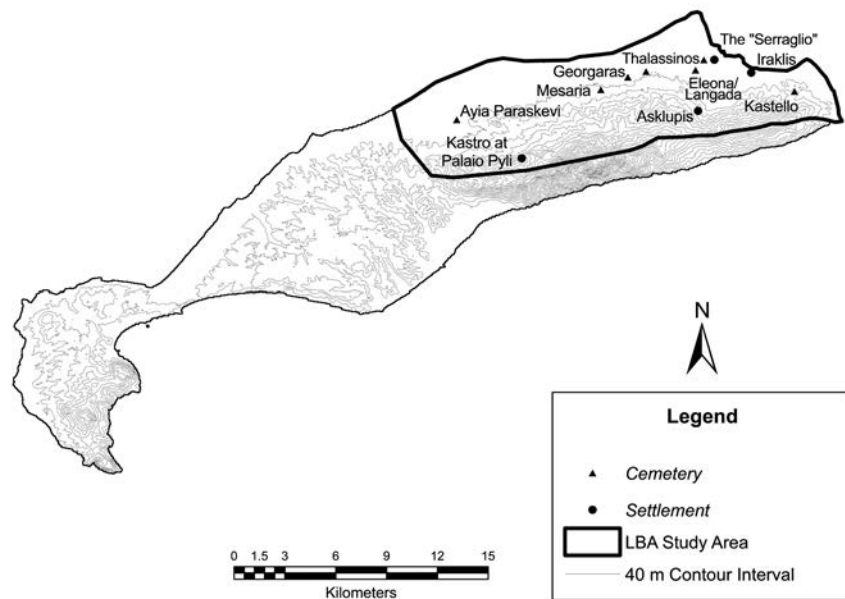 The "Serraglio"
Thalassinos
Iraklis
Georgaras
Eleona/
Langada
Mesaria
Kastello
Ayia Paraskevi
Asklupis
Kastro at
Palaio Pyli
N
Legend
Cemetery
Settlement
LBA Study Area
40 m Contour Interval
0 1.5 3 6 9 12 15
Kilometers